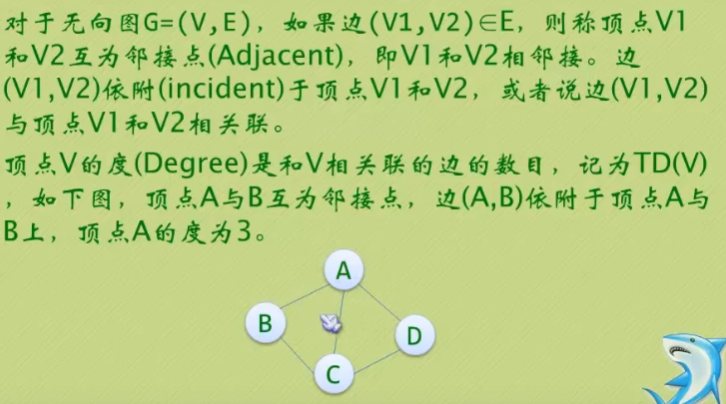 对于无向图G=(V,E)，如果边(V1,V2)∈E，则称顶点V1
和V2互为邻接点(Adjacent)，即V1和V2相邻接。边
(V1,V2)依附(incident)于顶点V1和V2，或者说边(V1,V2)
与顶点V1和V2相关联。
顶点V的度(Degree)是和V相关联的边的数目，记为TD(V)
，如下图，顶点A与B互为邻接点，边(A,B)依附于顶点A与
B上，顶点A的度为3。
A
B
D
C